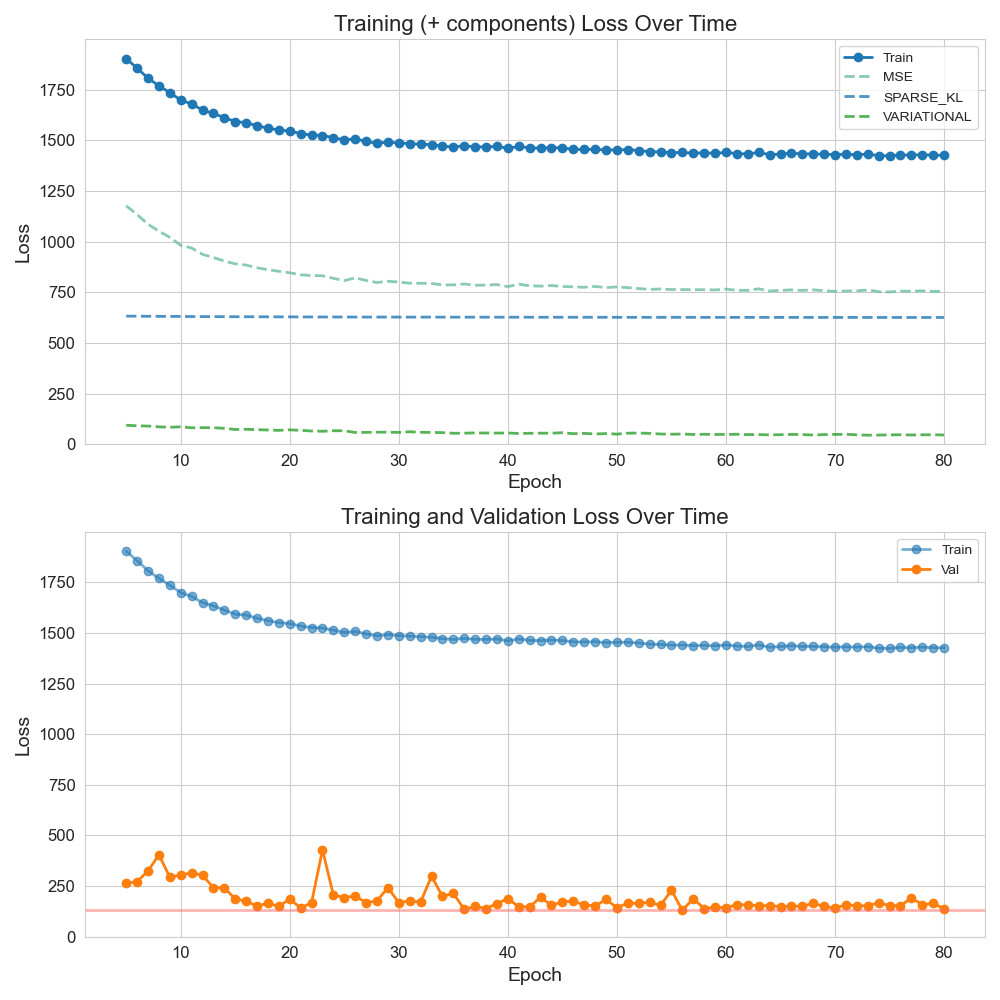 Training (+ components) Loss Over Time
Train
MSE
SPARSE_KL
VARIATIONAL
1750
1500
1250
1000
750
500
250
0
Loss
10 20 30 40 50 60 70 80
Epoch
Training and Validation Loss Over Time
Train
Val
1750
1500
1250
1000
750
500
250
0
Loss
10 20 30 40 50 60 70 80
Epoch